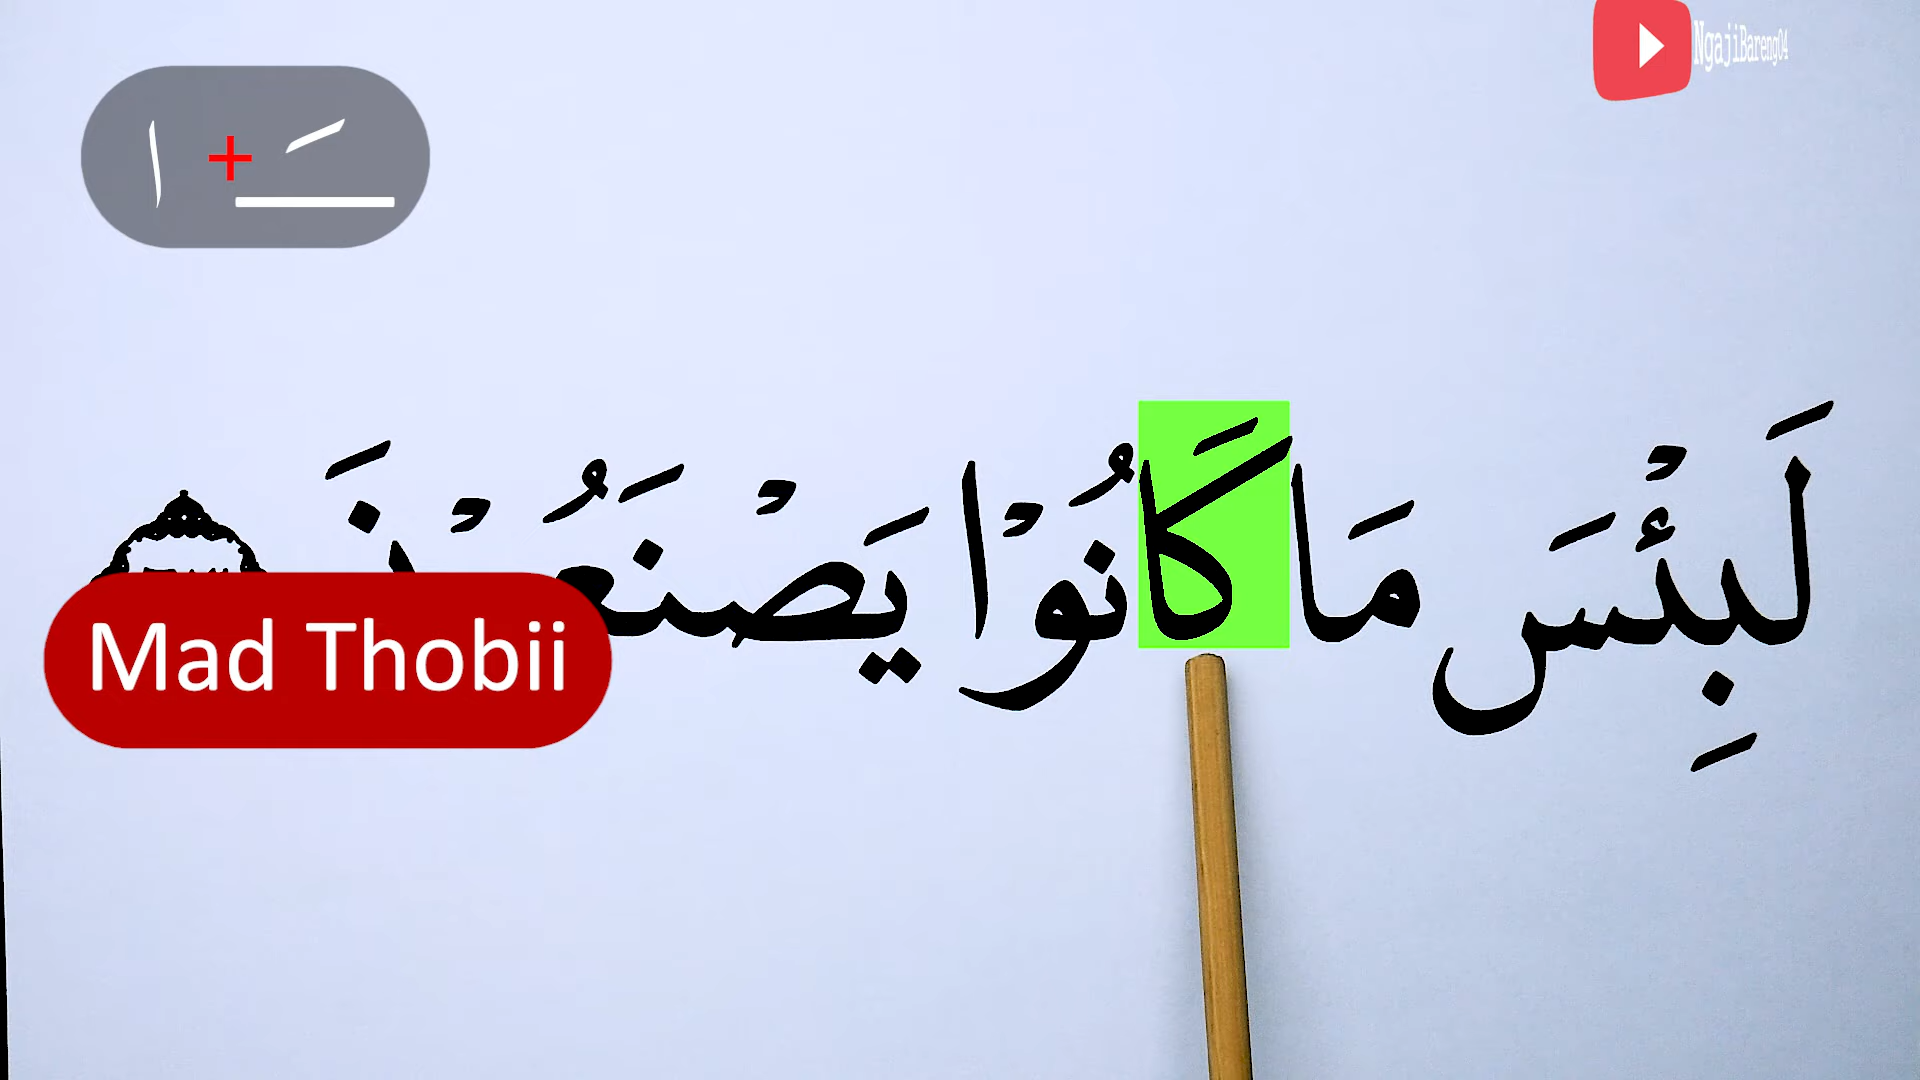 NgajiBareng04
ا + ـَ
لَبِئْسَ مَا كَانُوْا يَصْنَعُوْنَ
Mad Thobii